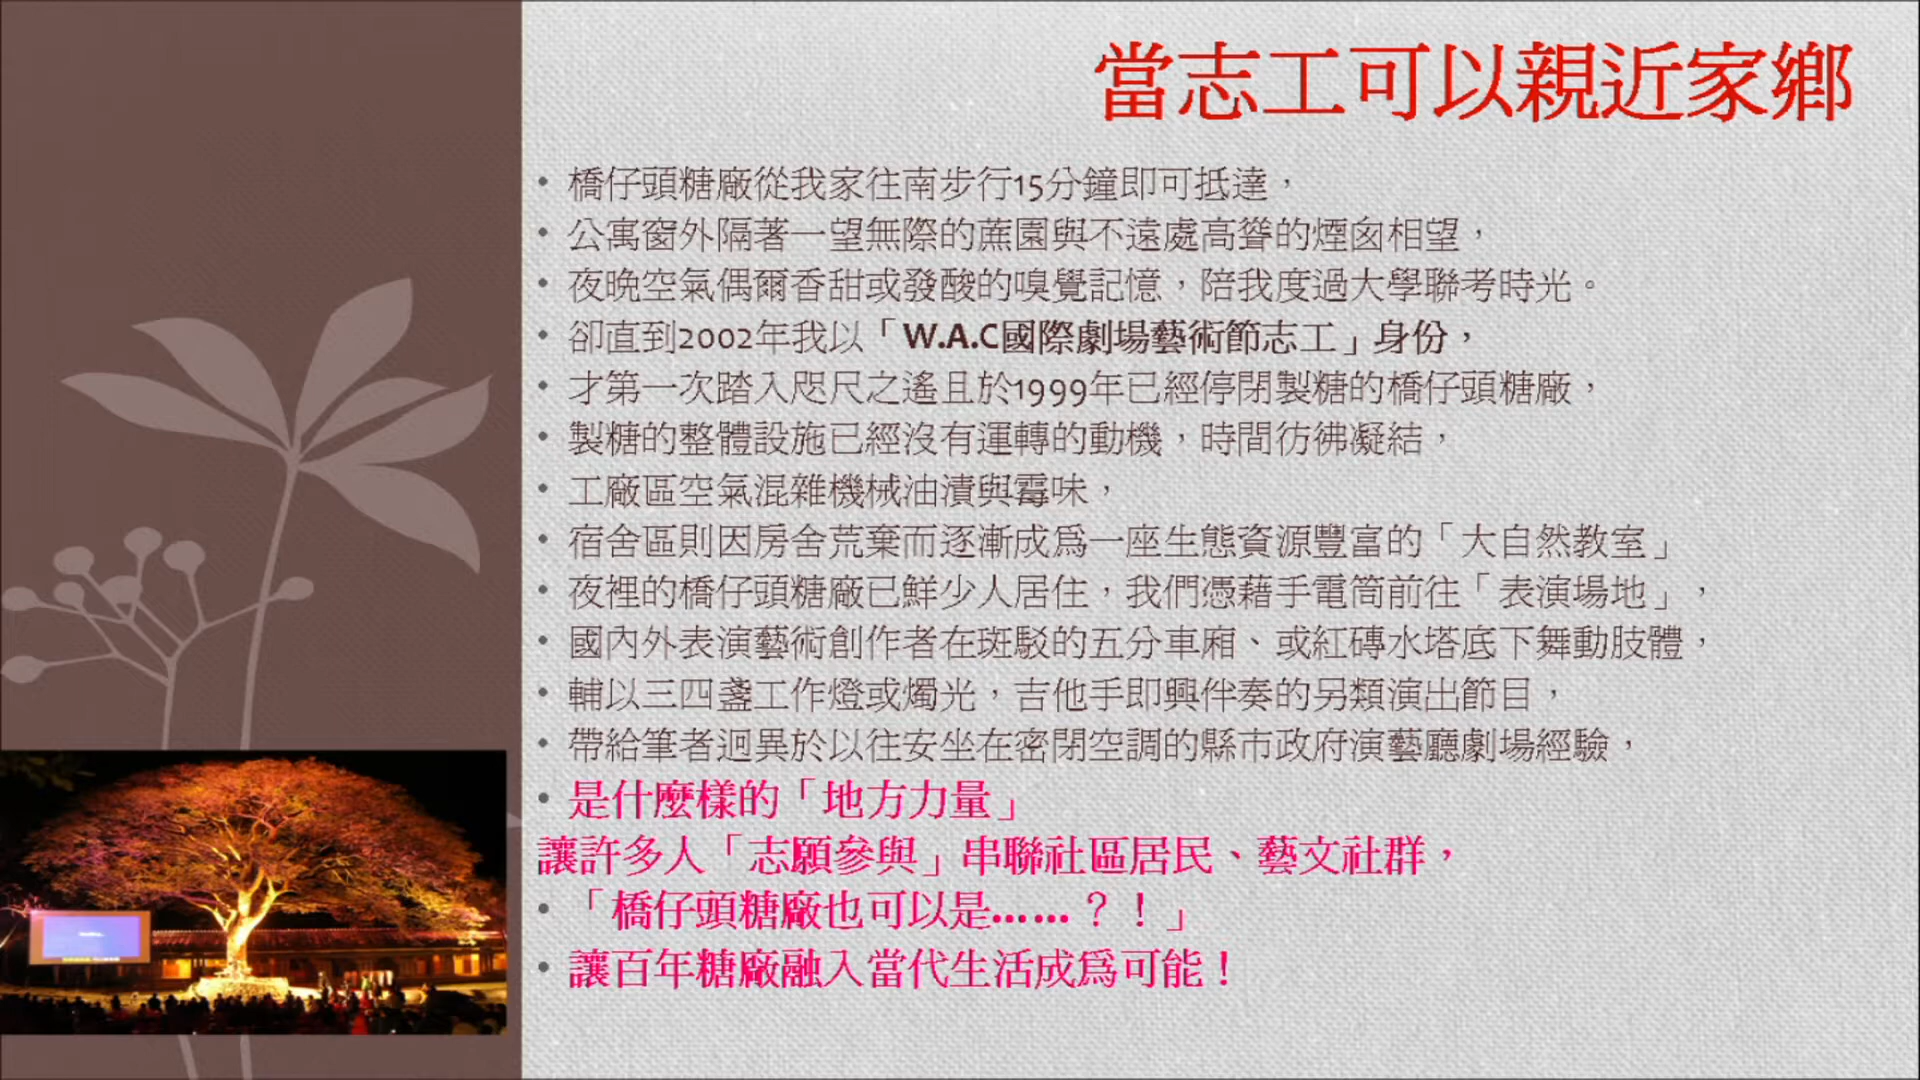 當志工可以親近家鄉
• 橋仔頭糖廠從我家往南步行15分鐘即可抵達，
• 公寓窗外隔著一望無際的蔗園與不遠處高聳的煙囪相望，
• 夜晚空氣偶爾香甜或發酸的嗅覺記憶，陪我度過大學聯考時光。
• 卻直到2002年我以「W.A.C國際劇場藝術節志工」身份，
• 才第一次踏入咫尺之遙且於1999年已經停閉製糖的橋仔頭糖廠，
• 製糖的整體設施已經沒有運轉的動機，時間彷彿凝結，
• 工廠區空氣混雜機械油漬與霉味，
• 宿舍區則因房舍荒棄而逐漸成為一座生態資源豐富的「大自然教室」
• 夜裡的橋仔頭糖廠已鮮少人居住，我們憑藉手電筒前往「表演場地」，
• 國內外表演藝術創作者在斑駁的五分車廂、或紅磚水塔底下舞動肢體，
• 輔以三四盞工作燈或燭光，吉他手即興伴奏的另類演出節目，
• 帶給筆者迥異於以往安坐在密閉空調的縣市政府演藝廳劇場經驗，
• 是什麼樣的「地方力量」
讓許多人「志願參與」串聯社區居民、藝文社群，
• 「橋仔頭糖廠也可以是……？！」
• 讓百年糖廠融入當代生活成為可能！